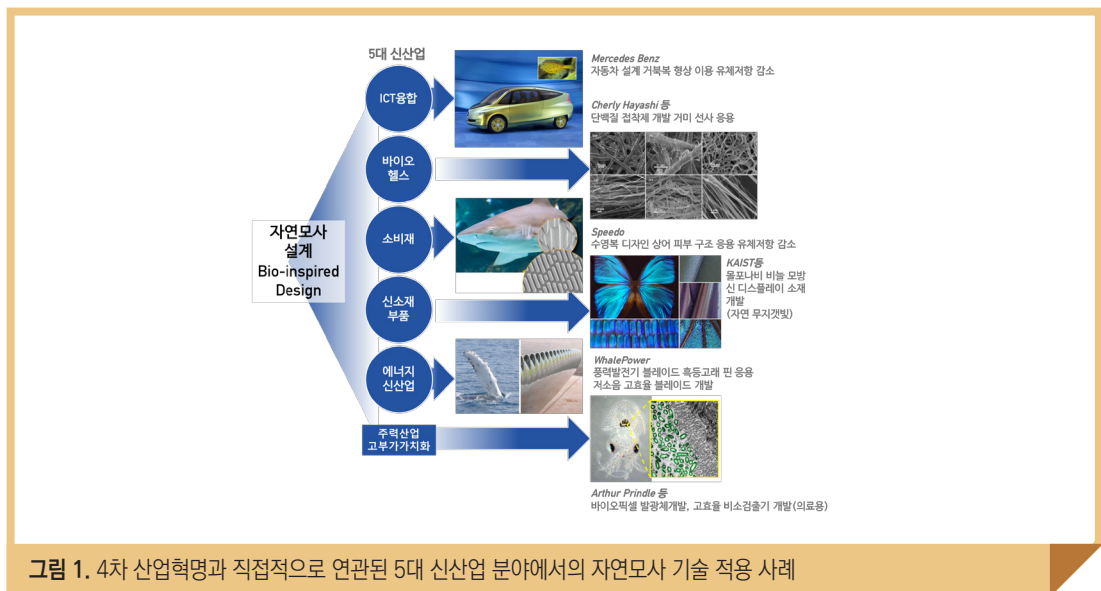 5대 신산업
ICT융합
바이오
헬스
소비재
신소재
부품
에너지
신산업
주력산업
고부가가치화
자연모사
설계
Bio-inspired
Design
Mercedes Benz
자동차 설계 거북복 형상 이용 유체저항 감소
Cherly Hayashi 등
단백질 접착제 개발 거미 선사 응용
Speedo
수영복 디자인 상어 피부 구조 응용 유체저항 감소
KAIST등
몰포나비 비늘 모방
신 디스플레이 소재
개발
(자연 무지갯빛)
WhalePower
풍력발전기 블레이드 혹등고래 핀 응용
저소음 고효율 블레이드 개발
Arthur Prindle 등
바이오픽셀 발광체개발, 고효율 비소검출기 개발(의료용)
그림 1. 4차 산업혁명과 직접적으로 연관된 5대 신산업 분야에서의 자연모사 기술 적용 사례